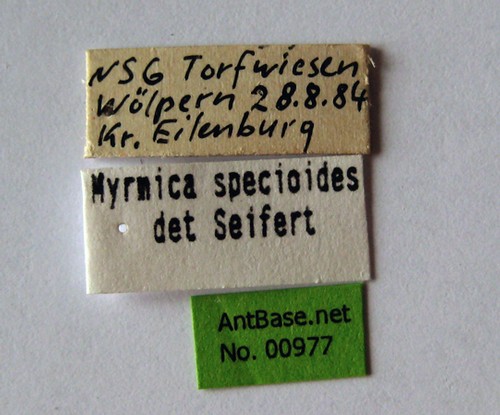 NSG Torfwiesen
Wölpern 28.8.84
Kr. Eilenburg
Myrmica specioides
det Seifert
AntBase.net
No. 00977